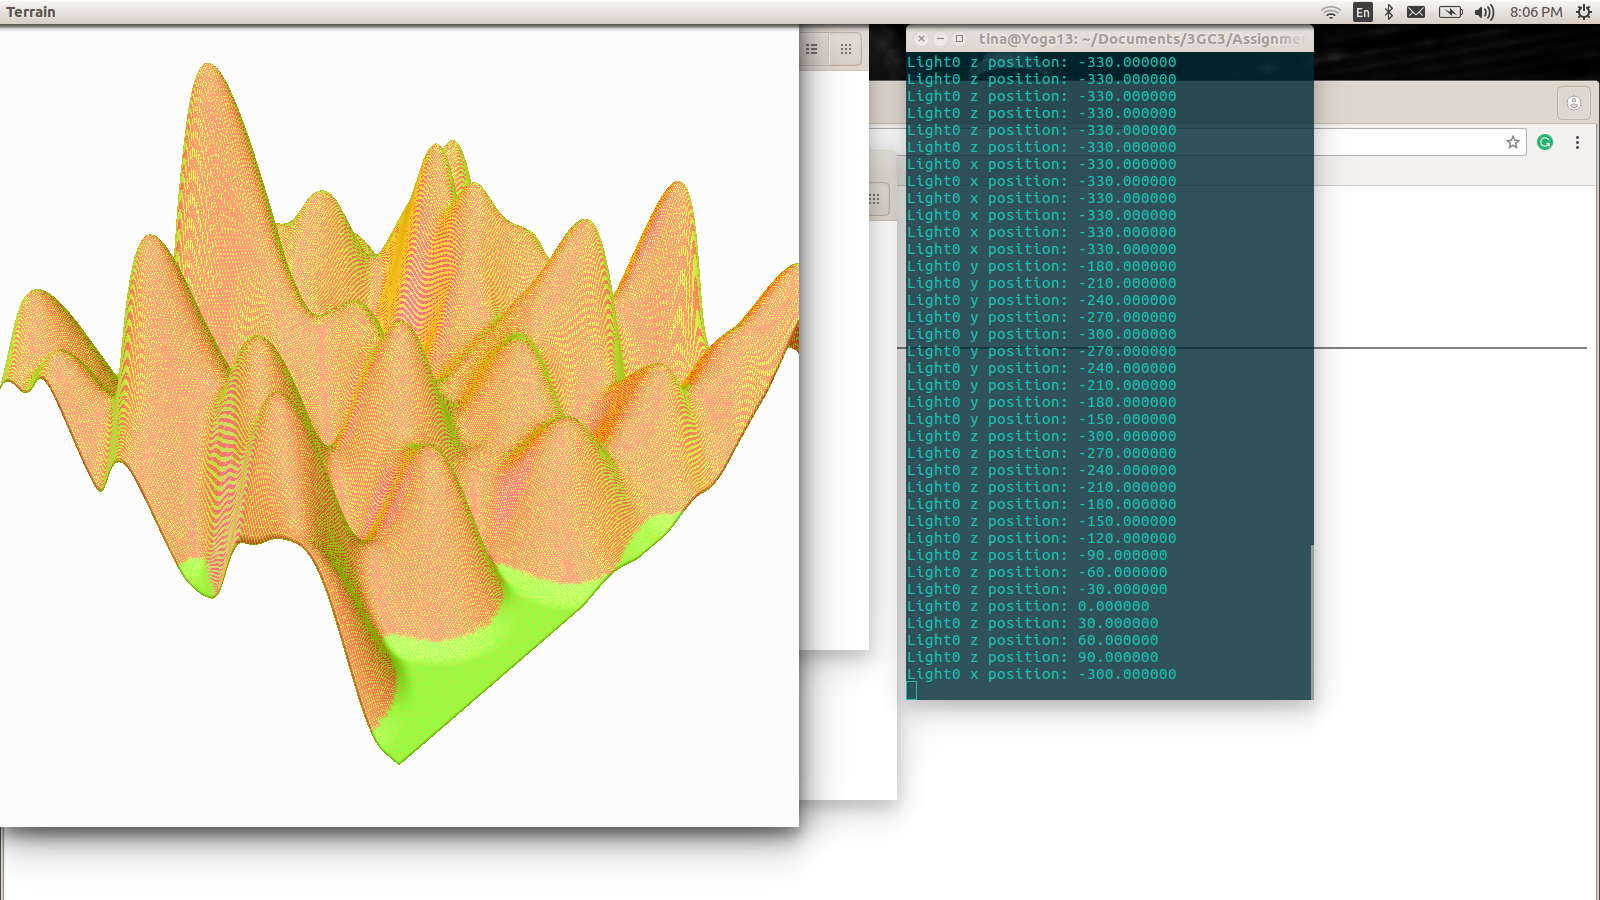 Terrain
En
8:06 PM
tina@Yoga13: ~/Documents/3GC3/Assignme
Light0 z position: -330.000000
Light0 z position: -330.000000
Light0 z position: -330.000000
Light0 z position: -330.000000
Light0 z position: -330.000000
Light0 z position: -330.000000
Light0 x position: -330.000000
Light0 x position: -330.000000
Light0 x position: -330.000000
Light0 x position: -330.000000
Light0 x position: -330.000000
Light0 x position: -330.000000
Light0 y position: -180.000000
Light0 y position: -210.000000
Light0 y position: -240.000000
Light0 y position: -270.000000
Light0 y position: -300.000000
Light0 y position: -270.000000
Light0 y position: -240.000000
Light0 y position: -210.000000
Light0 y position: -180.000000
Light0 y position: -150.000000
Light0 z position: -300.000000
Light0 z position: -270.000000
Light0 z position: -240.000000
Light0 z position: -210.000000
Light0 z position: -180.000000
Light0 z position: -150.000000
Light0 z position: -120.000000
Light0 z position: -90.000000
Light0 z position: -60.000000
Light0 z position: -30.000000
Light0 z position: 0.000000
Light0 z position: 30.000000
Light0 z position: 60.000000
Light0 z position: 90.000000
Light0 x position: -300.000000